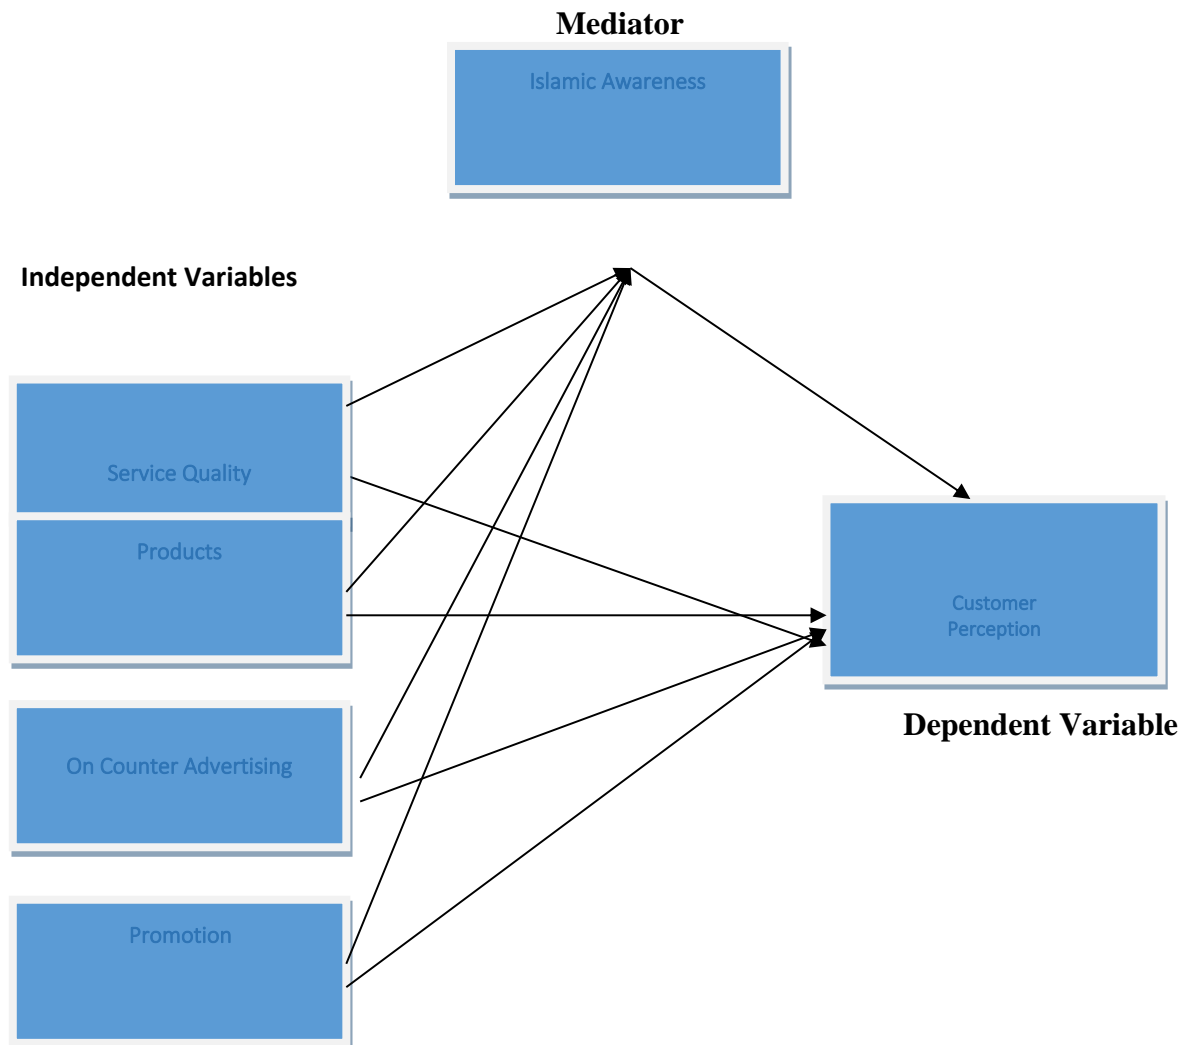 Mediator
Islamic Awareness
Independent Variables
Service Quality
Products
Customer
Perception
Dependent Variable
On Counter Advertising
Promotion